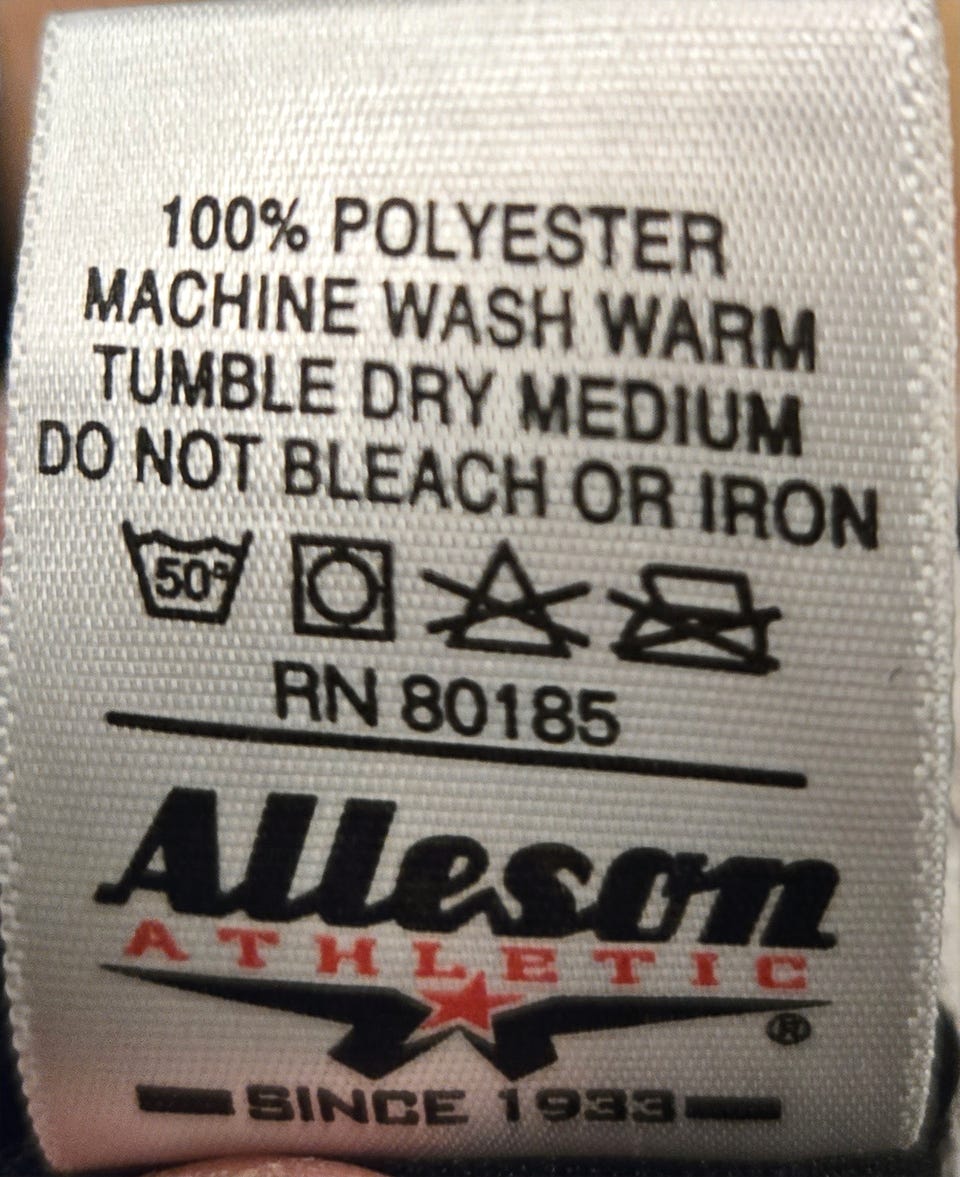 100% POLYESTER
MACHINE WASH WARM
TUMBLE DRY MEDIUM
DO NOT BLEACH OR IRON
50°
RN 80185
Alleson
ATHLETIC
®
SINCE 1933